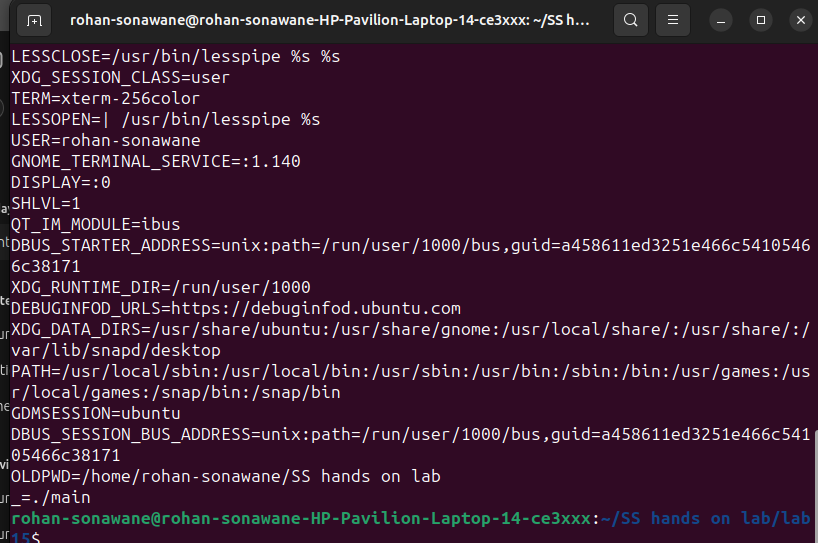 rohan-sonawane@rohan-sonawane-HP-Pavilion-Laptop-14-ce3xxx: ~/SS h...
LESSCLOSE=/usr/bin/lesspipe %s %s
XDG_SESSION_CLASS=user
TERM=xterm-256color
LESSOPEN=| /usr/bin/lesspipe %s
USER=rohan-sonawane
GNOME_TERMINAL_SERVICE=:1.140
DISPLAY=:0
SHLVL=1
QT_IM_MODULE=ibus
DBUS_STARTER_ADDRESS=unix:path=/run/user/1000/bus,guid=a458611ed3251e466c5410546
6c38171
XDG_RUNTIME_DIR=/run/user/1000
DEBUGINFOD_URLS=https://debuginfod.ubuntu.com
XDG_DATA_DIRS=/usr/share/ubuntu:/usr/share/gnome:/usr/local/share/:/usr/share/:/
var/lib/snapd/desktop
PATH=/usr/local/sbin:/usr/local/bin:/usr/sbin:/usr/bin:/sbin:/bin:/usr/games:/us
r/local/games:/snap/bin:/snap/bin
GDMSESSION=ubuntu
DBUS_SESSION_BUS_ADDRESS=unix:path=/run/user/1000/bus,guid=a458611ed3251e466c541
05466c38171
OLDPWD=/home/rohan-sonawane/SS hands on lab
_=./main
rohan-sonawane@rohan-sonawane-HP-Pavilion-Laptop-14-ce3xxx:~/SS hands on lab/lab
15$